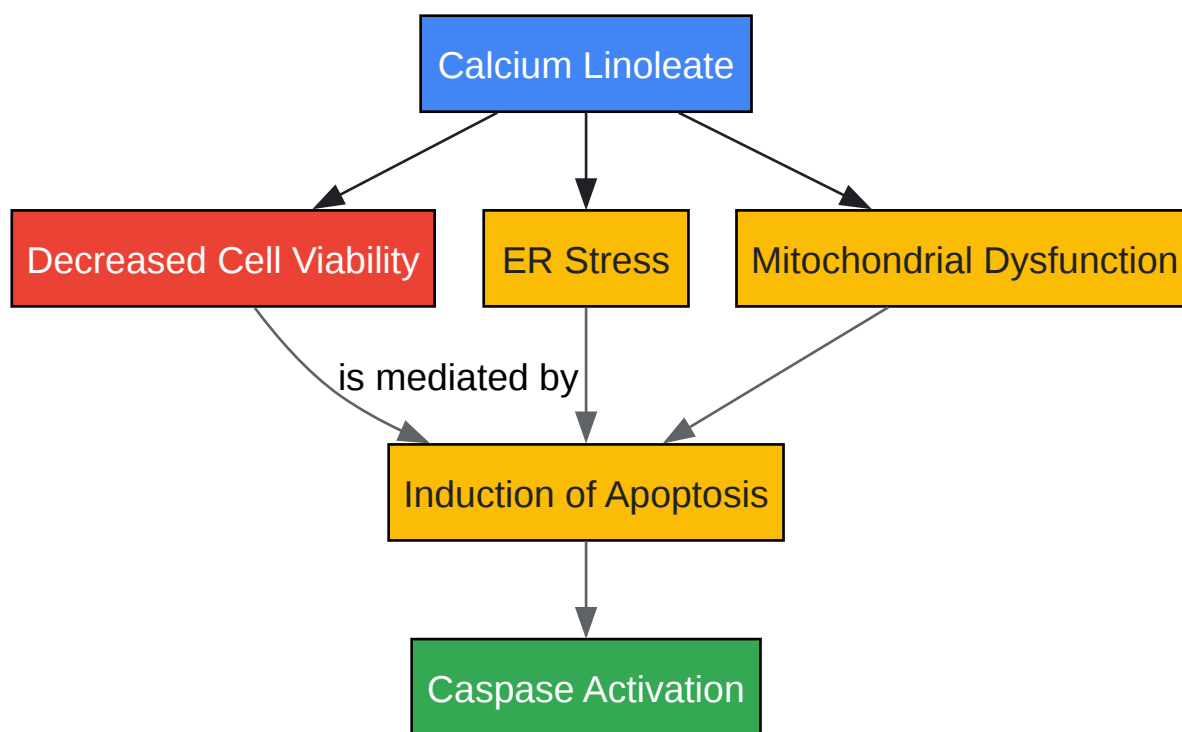 Calcium Linoleate
Decreased Cell Viability
ER Stress
Mitochondrial Dysfunction
is mediated by
Induction of Apoptosis
Caspase Activation